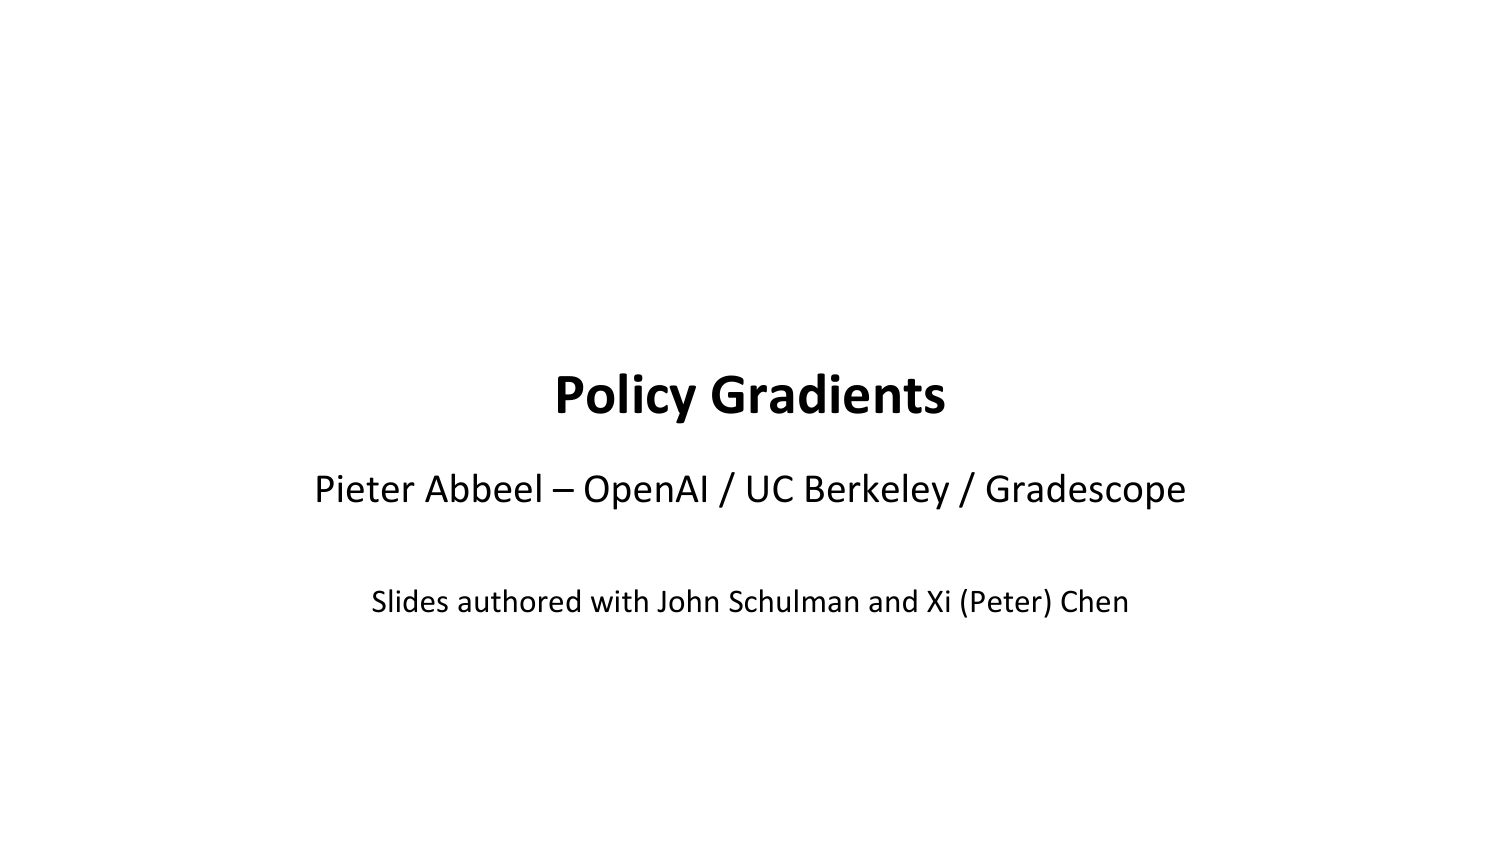 Policy Gradients
Pieter Abbeel – OpenAI / UC Berkeley / Gradescope
Slides authored with John Schulman and Xi (Peter) Chen